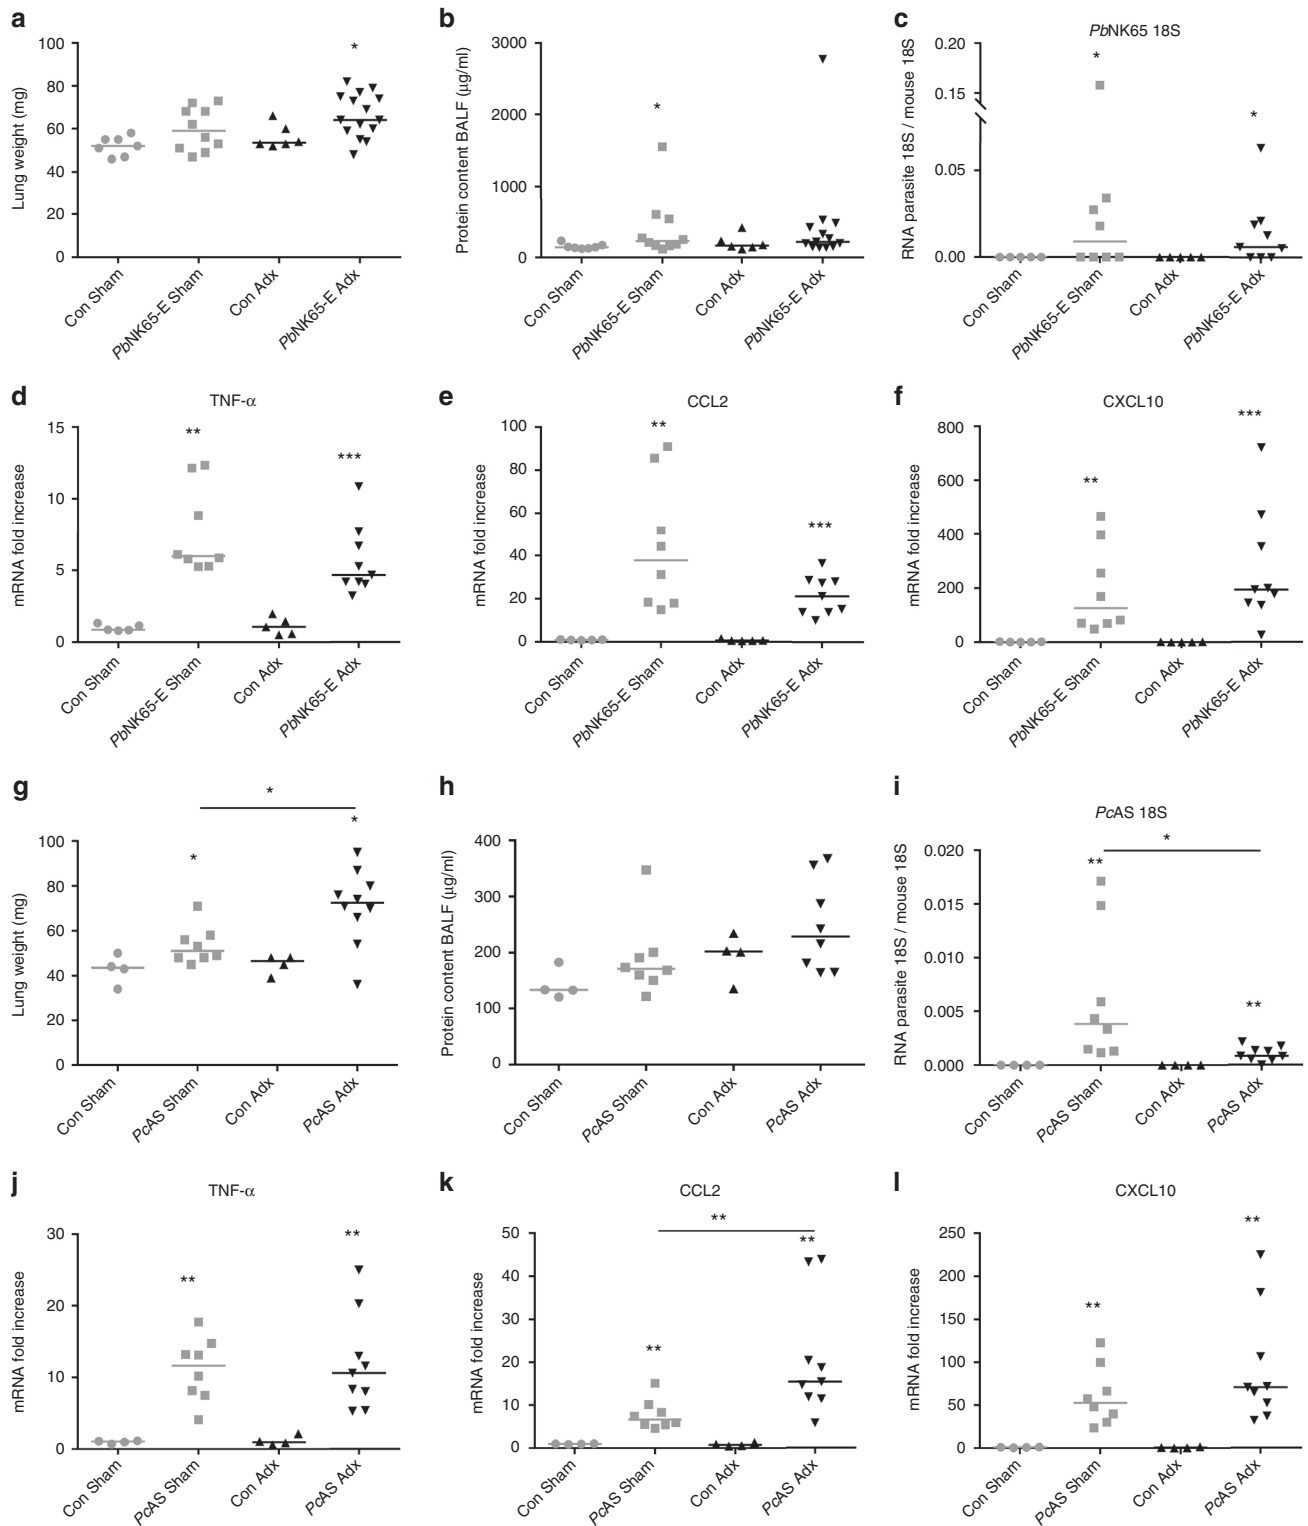 a
*
Lung weight (mg)
100
80
60
40
20
0
Con Sham
PbNK65-E Sham
Con Adx
PbNK65-E Adx
b
*
Protein content BALF (µg/ml)
3000
2000
1000
0
Con Sham
PbNK65-E Sham
Con Adx
PbNK65-E Adx
c
PbNK65 18S
*
*
RNA parasite 18S / mouse 18S
0.20
0.15
0.05
0.00
Con Sham
PbNK65-E Sham
Con Adx
PbNK65-E Adx
d
TNF-α
**
***
mRNA fold increase
15
10
5
0
Con Sham
PbNK65-E Sham
Con Adx
PbNK65-E Adx
e
CCL2
**
***
mRNA fold increase
100
80
60
40
20
0
Con Sham
PbNK65-E Sham
Con Adx
PbNK65-E Adx
f
CXCL10
**
***
mRNA fold increase
800
600
400
200
0
Con Sham
PbNK65-E Sham
Con Adx
PbNK65-E Adx
g
*
*
*
Lung weight (mg)
100
80
60
40
20
0
Con Sham
PcAS Sham
Con Adx
PcAS Adx
h
Protein content BALF (µg/ml)
400
300
200
100
0
Con Sham
PcAS Sham
Con Adx
PcAS Adx
i
PcAS 18S
*
**
**
RNA parasite 18S / mouse 18S
0.020
0.015
0.010
0.005
0.000
Con Sham
PcAS Sham
Con Adx
PcAS Adx
j
TNF-α
**
**
mRNA fold increase
30
20
10
0
Con Sham
PcAS Sham
Con Adx
PcAS Adx
k
CCL2
**
**
**
mRNA fold increase
50
40
30
20
10
0
Con Sham
PcAS Sham
Con Adx
PcAS Adx
l
CXCL10
**
**
mRNA fold increase
250
200
150
100
50
0
Con Sham
PcAS Sham
Con Adx
PcAS Adx